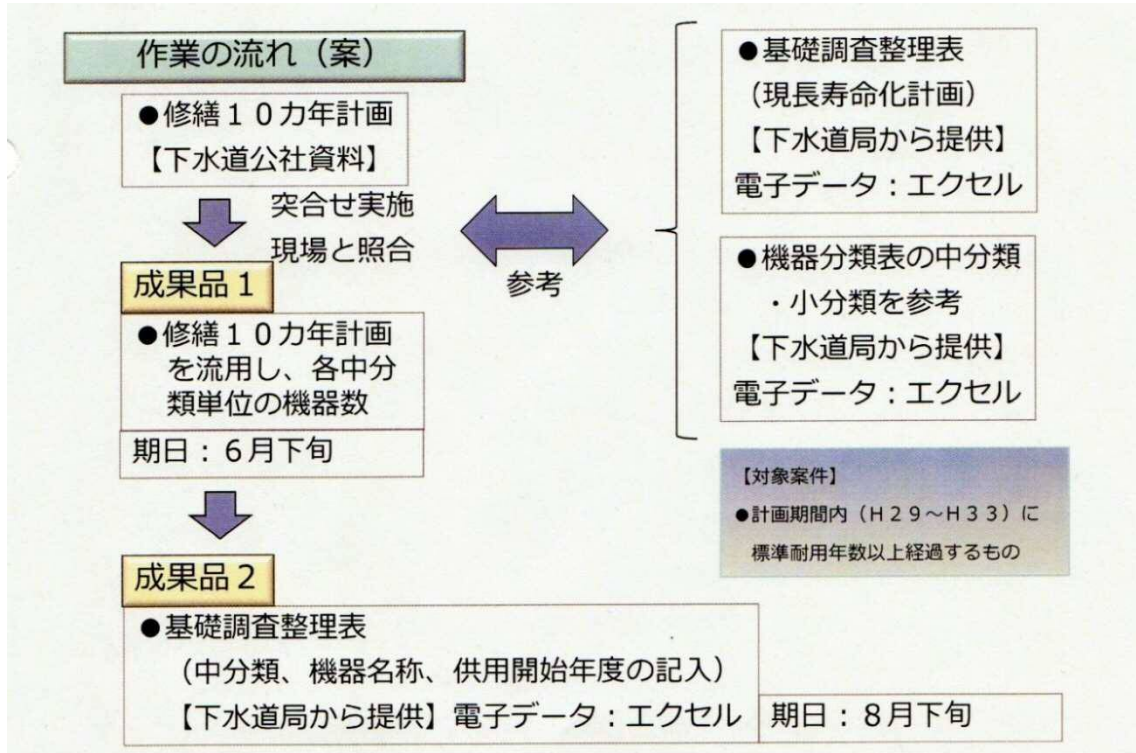 作業の流れ（案）
●修繕１０カ年計画
【下水道公社資料】
突合せ実施
現場と照合
成果品１
●修繕１０カ年計画
を流用し、各中分
類単位の機器数
期日：６月下旬
成果品２
●基礎調査整理表
（中分類、機器名称、供用開始年度の記入）
【下水道局から提供】電子データ：エクセル
期日：８月下旬
参考
●基礎調査整理表
（現長寿命化計画）
【下水道局から提供】
電子データ：エクセル
●機器分類表の中分類
・小分類を参考
【下水道局から提供】
電子データ：エクセル
【対象案件】
●計画期間内（Ｈ２９～Ｈ３３）に
標準耐用年数以上経過するもの